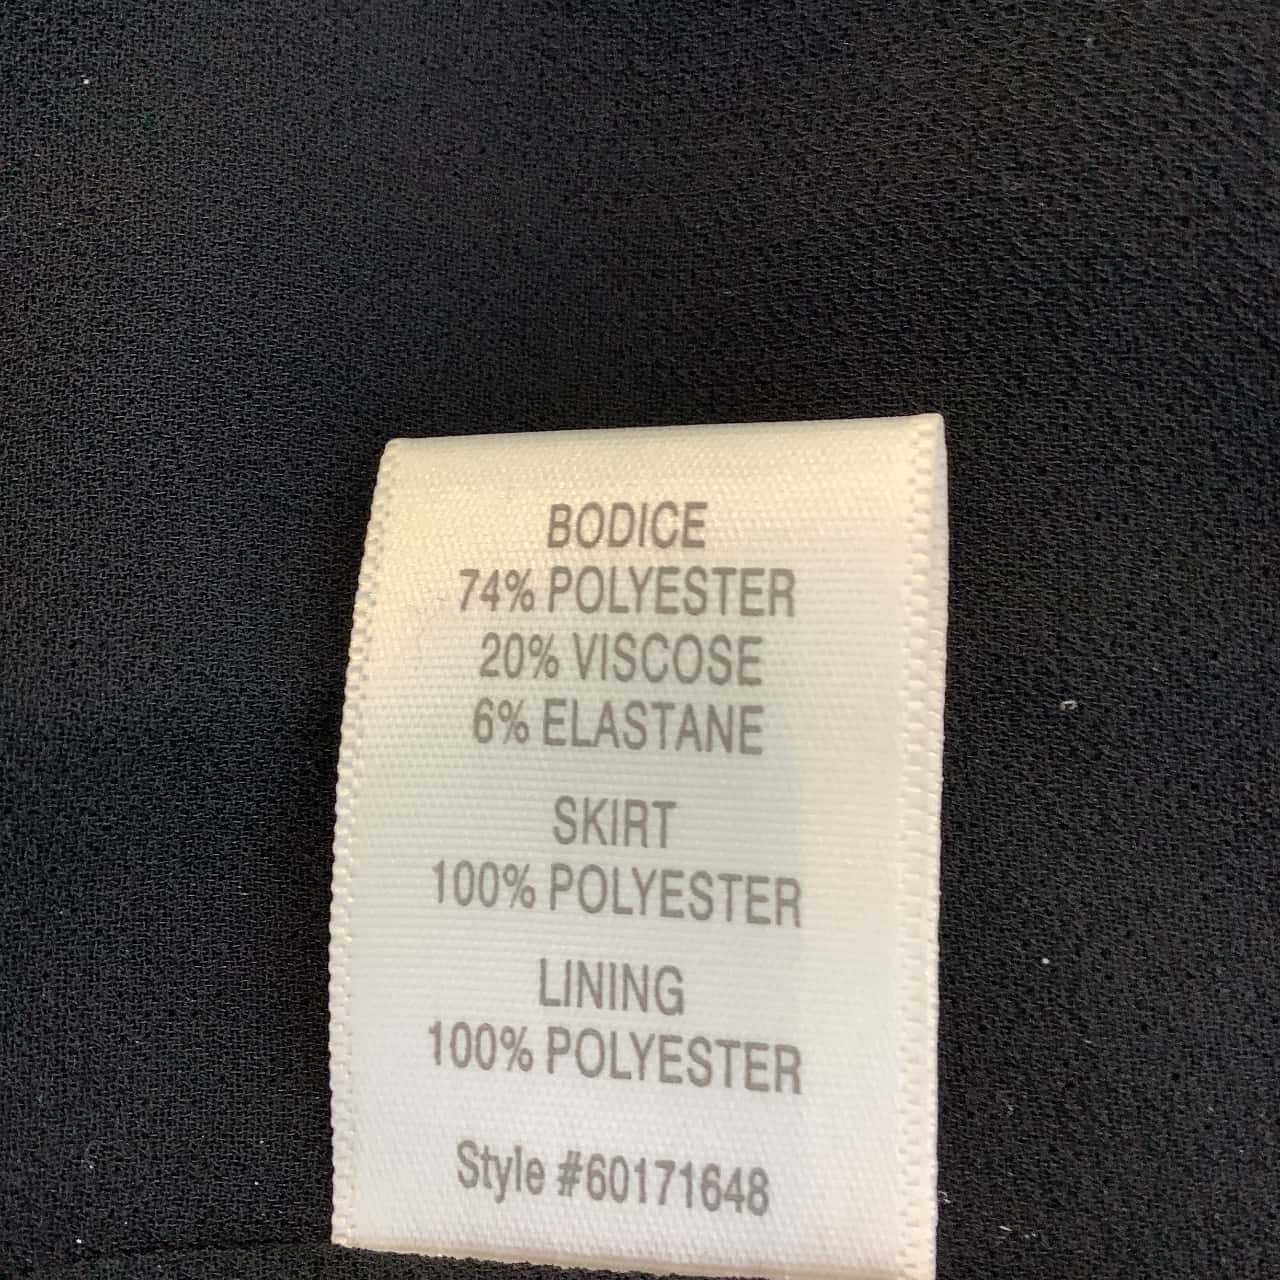 BODICE
74% POLYESTER
20% VISCOSE
6% ELASTANE
SKIRT
100% POLYESTER
LINING
100% POLYESTER
Style #60171648